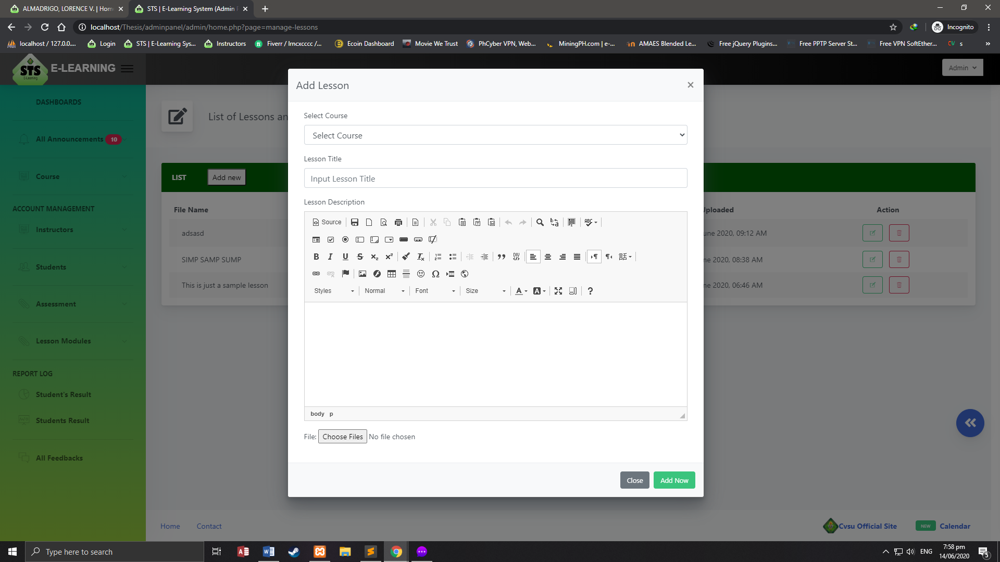 ALMADRIGO, LORENCE V. | Hom
STS | E-Learning System (Admin
localhost/Thesis/adminpanel/admin/home.php?page=manage-lessons
Incognito
localhost / 127.0.0....
Login
STS | E-Learning Sys...
Instructors
Fiverr / lrncxcccc /...
Ecoin Dashboard
Movie We Trust
PhCyber VPN, Web...
MiningPH.com | e-...
AMAES Blended Le...
Free jQuery Plugins...
Free PPTP Server St...
Free VPN SoftEther...
s
STS
E-Learning
E-LEARNING
Admin
DASHBOARDS
All Announcements 10
Course
ACCOUNT MANAGEMENT
Instructors
Students
Assessment
Lesson Modules
REPORT LOG
Student's Result
Students Result
All Feedbacks
List of Lessons an
LIST
Add new
File Name
Uploaded
Action
adsasd
une 2020, 09:12 AM
SIMP SAMP SUMP
ne 2020, 08:38 AM
This is just a sample lesson
ne 2020, 06:46 AM
Add Lesson
×
Select Course
Select Course
Lesson Title
Input Lesson Title
Lesson Description
Source
Styles
Normal
Font
Size
body p
File: Choose Files No file chosen
Close
Add Now
Home
Contact
Cvsu Official Site
NEW
Calendar
Type here to search
ENG
7:58 pm
14/06/2020
5